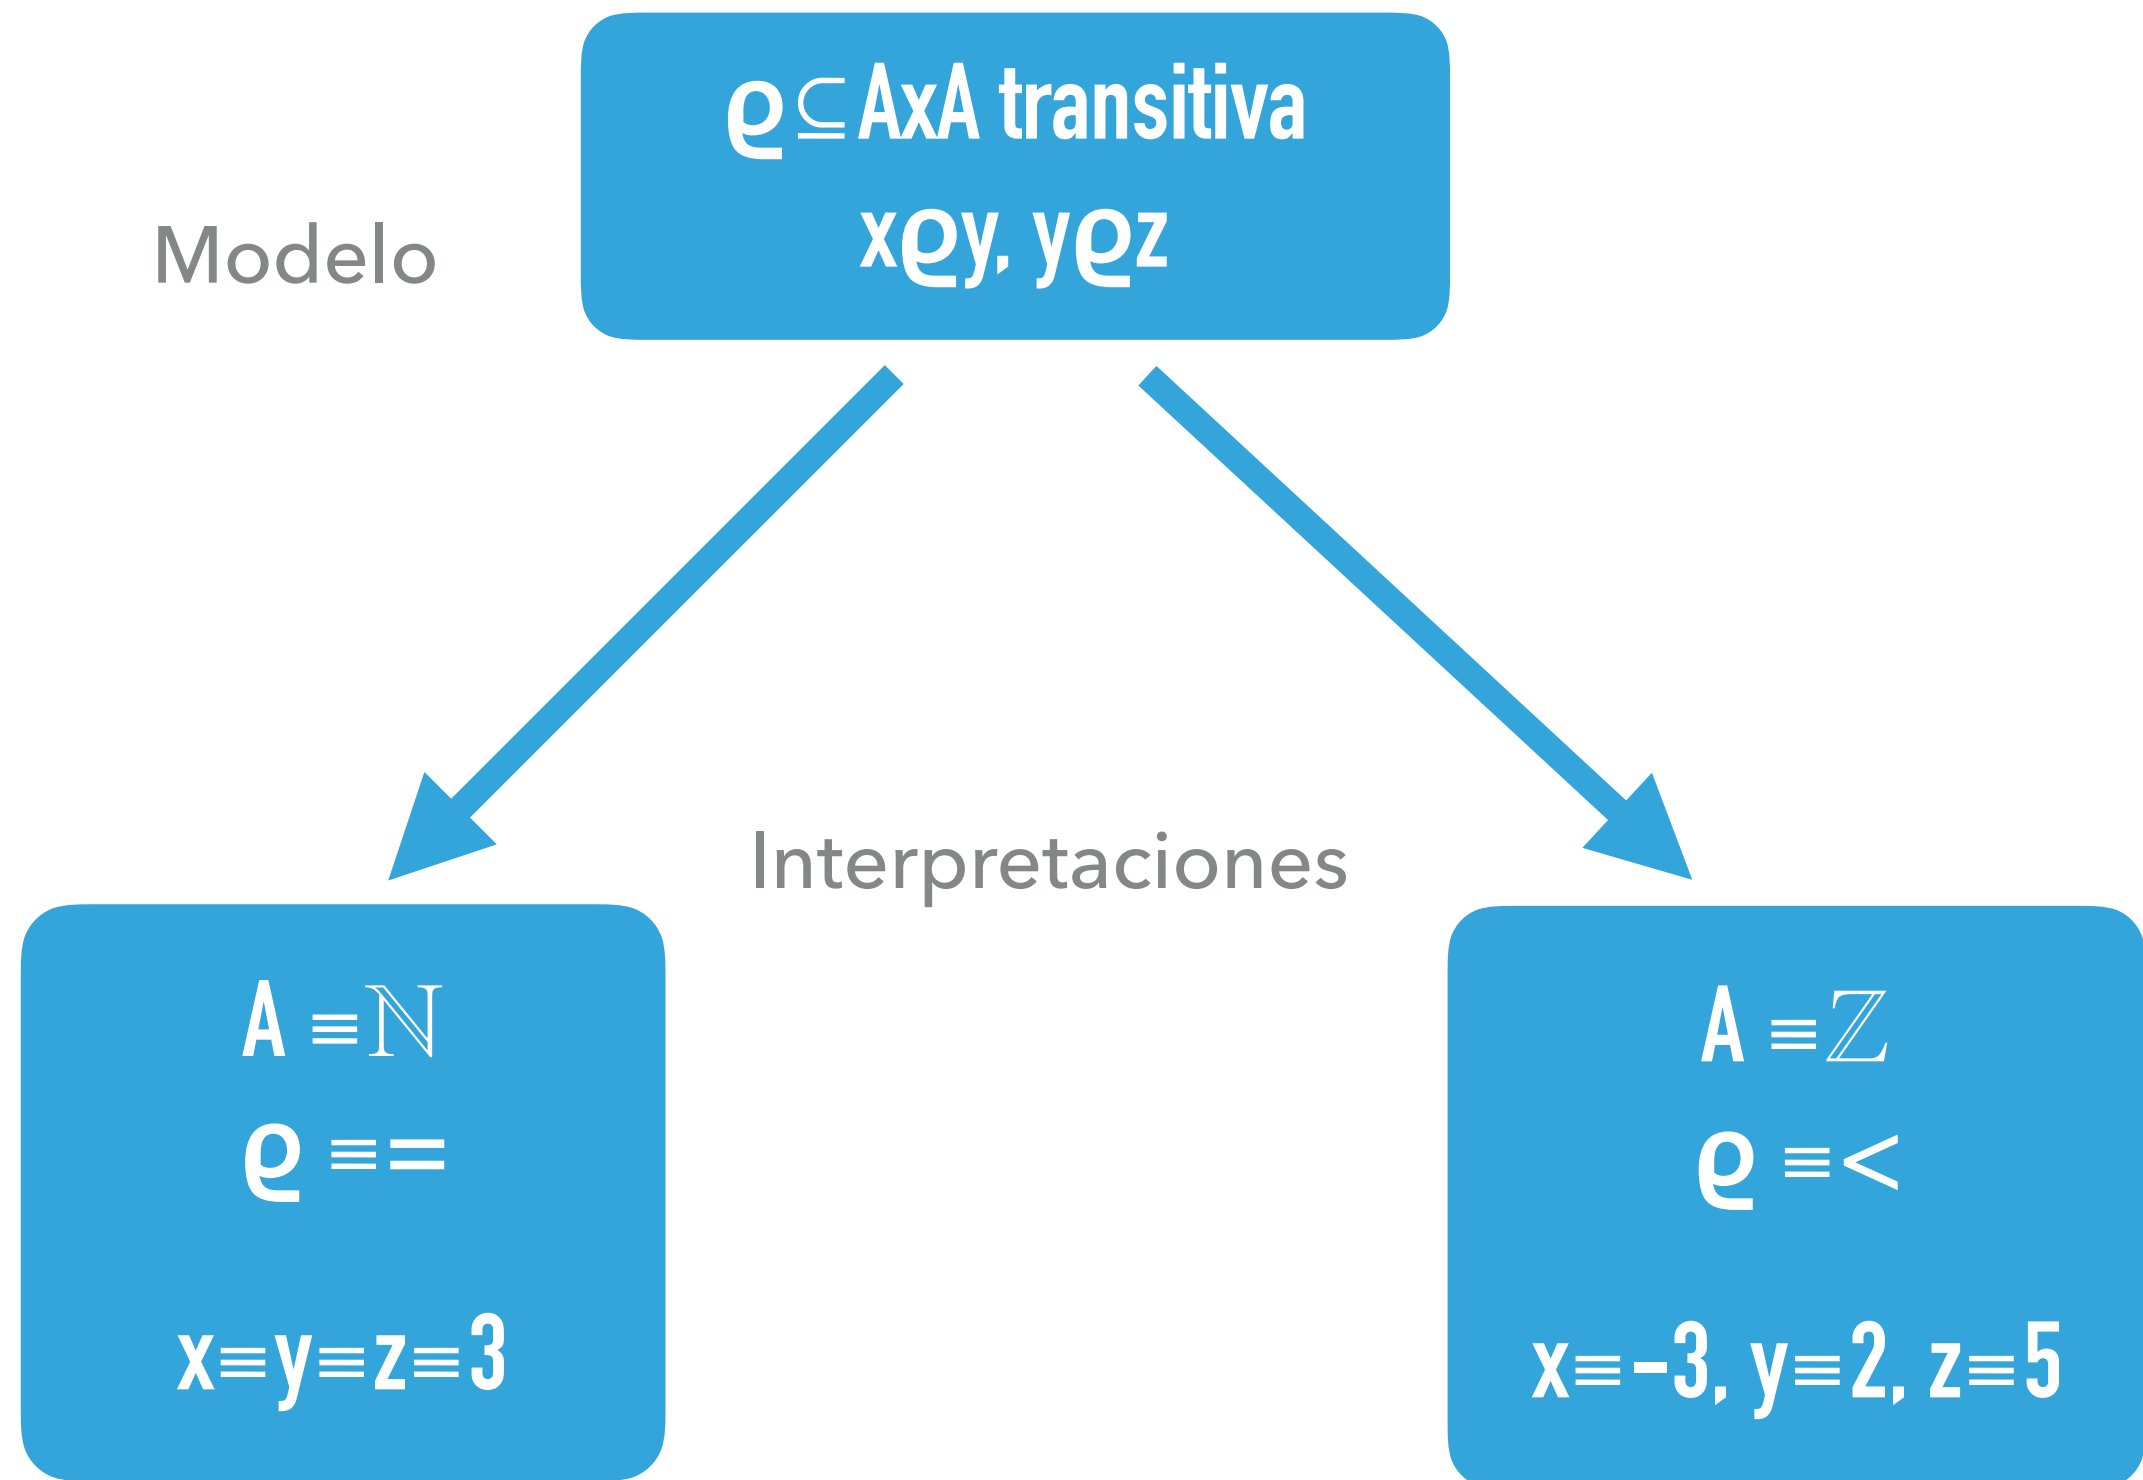 ϱ⊆AxA transitiva
xϱy, yϱz
Modelo
Interpretaciones
A ≡ℕ
ϱ ≡=
x≡y≡z≡3
A ≡ℤ
ϱ ≡<
x≡-3, y≡2, z≡5